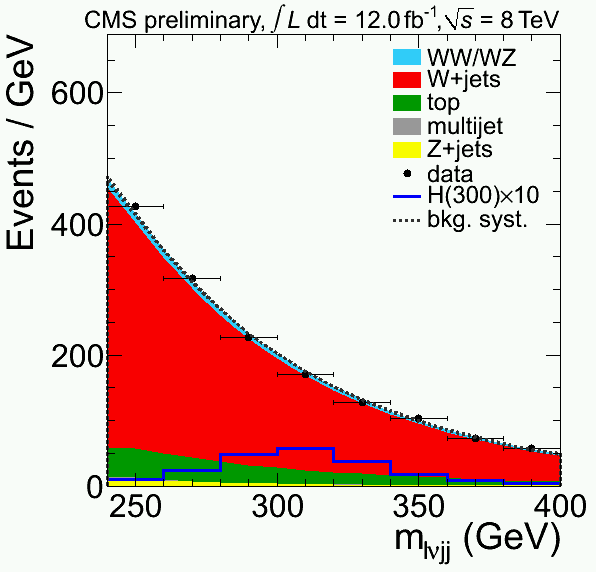 CMS preliminary, ∫ L dt = 12.0 fb⁻¹, √s = 8 TeV
Events / GeV
600
400
200
0
WW/WZ
W+jets
top
multijet
Z+jets
data
H(300)×10
bkg. syst.
250
300
350
400
m_lνjj (GeV)